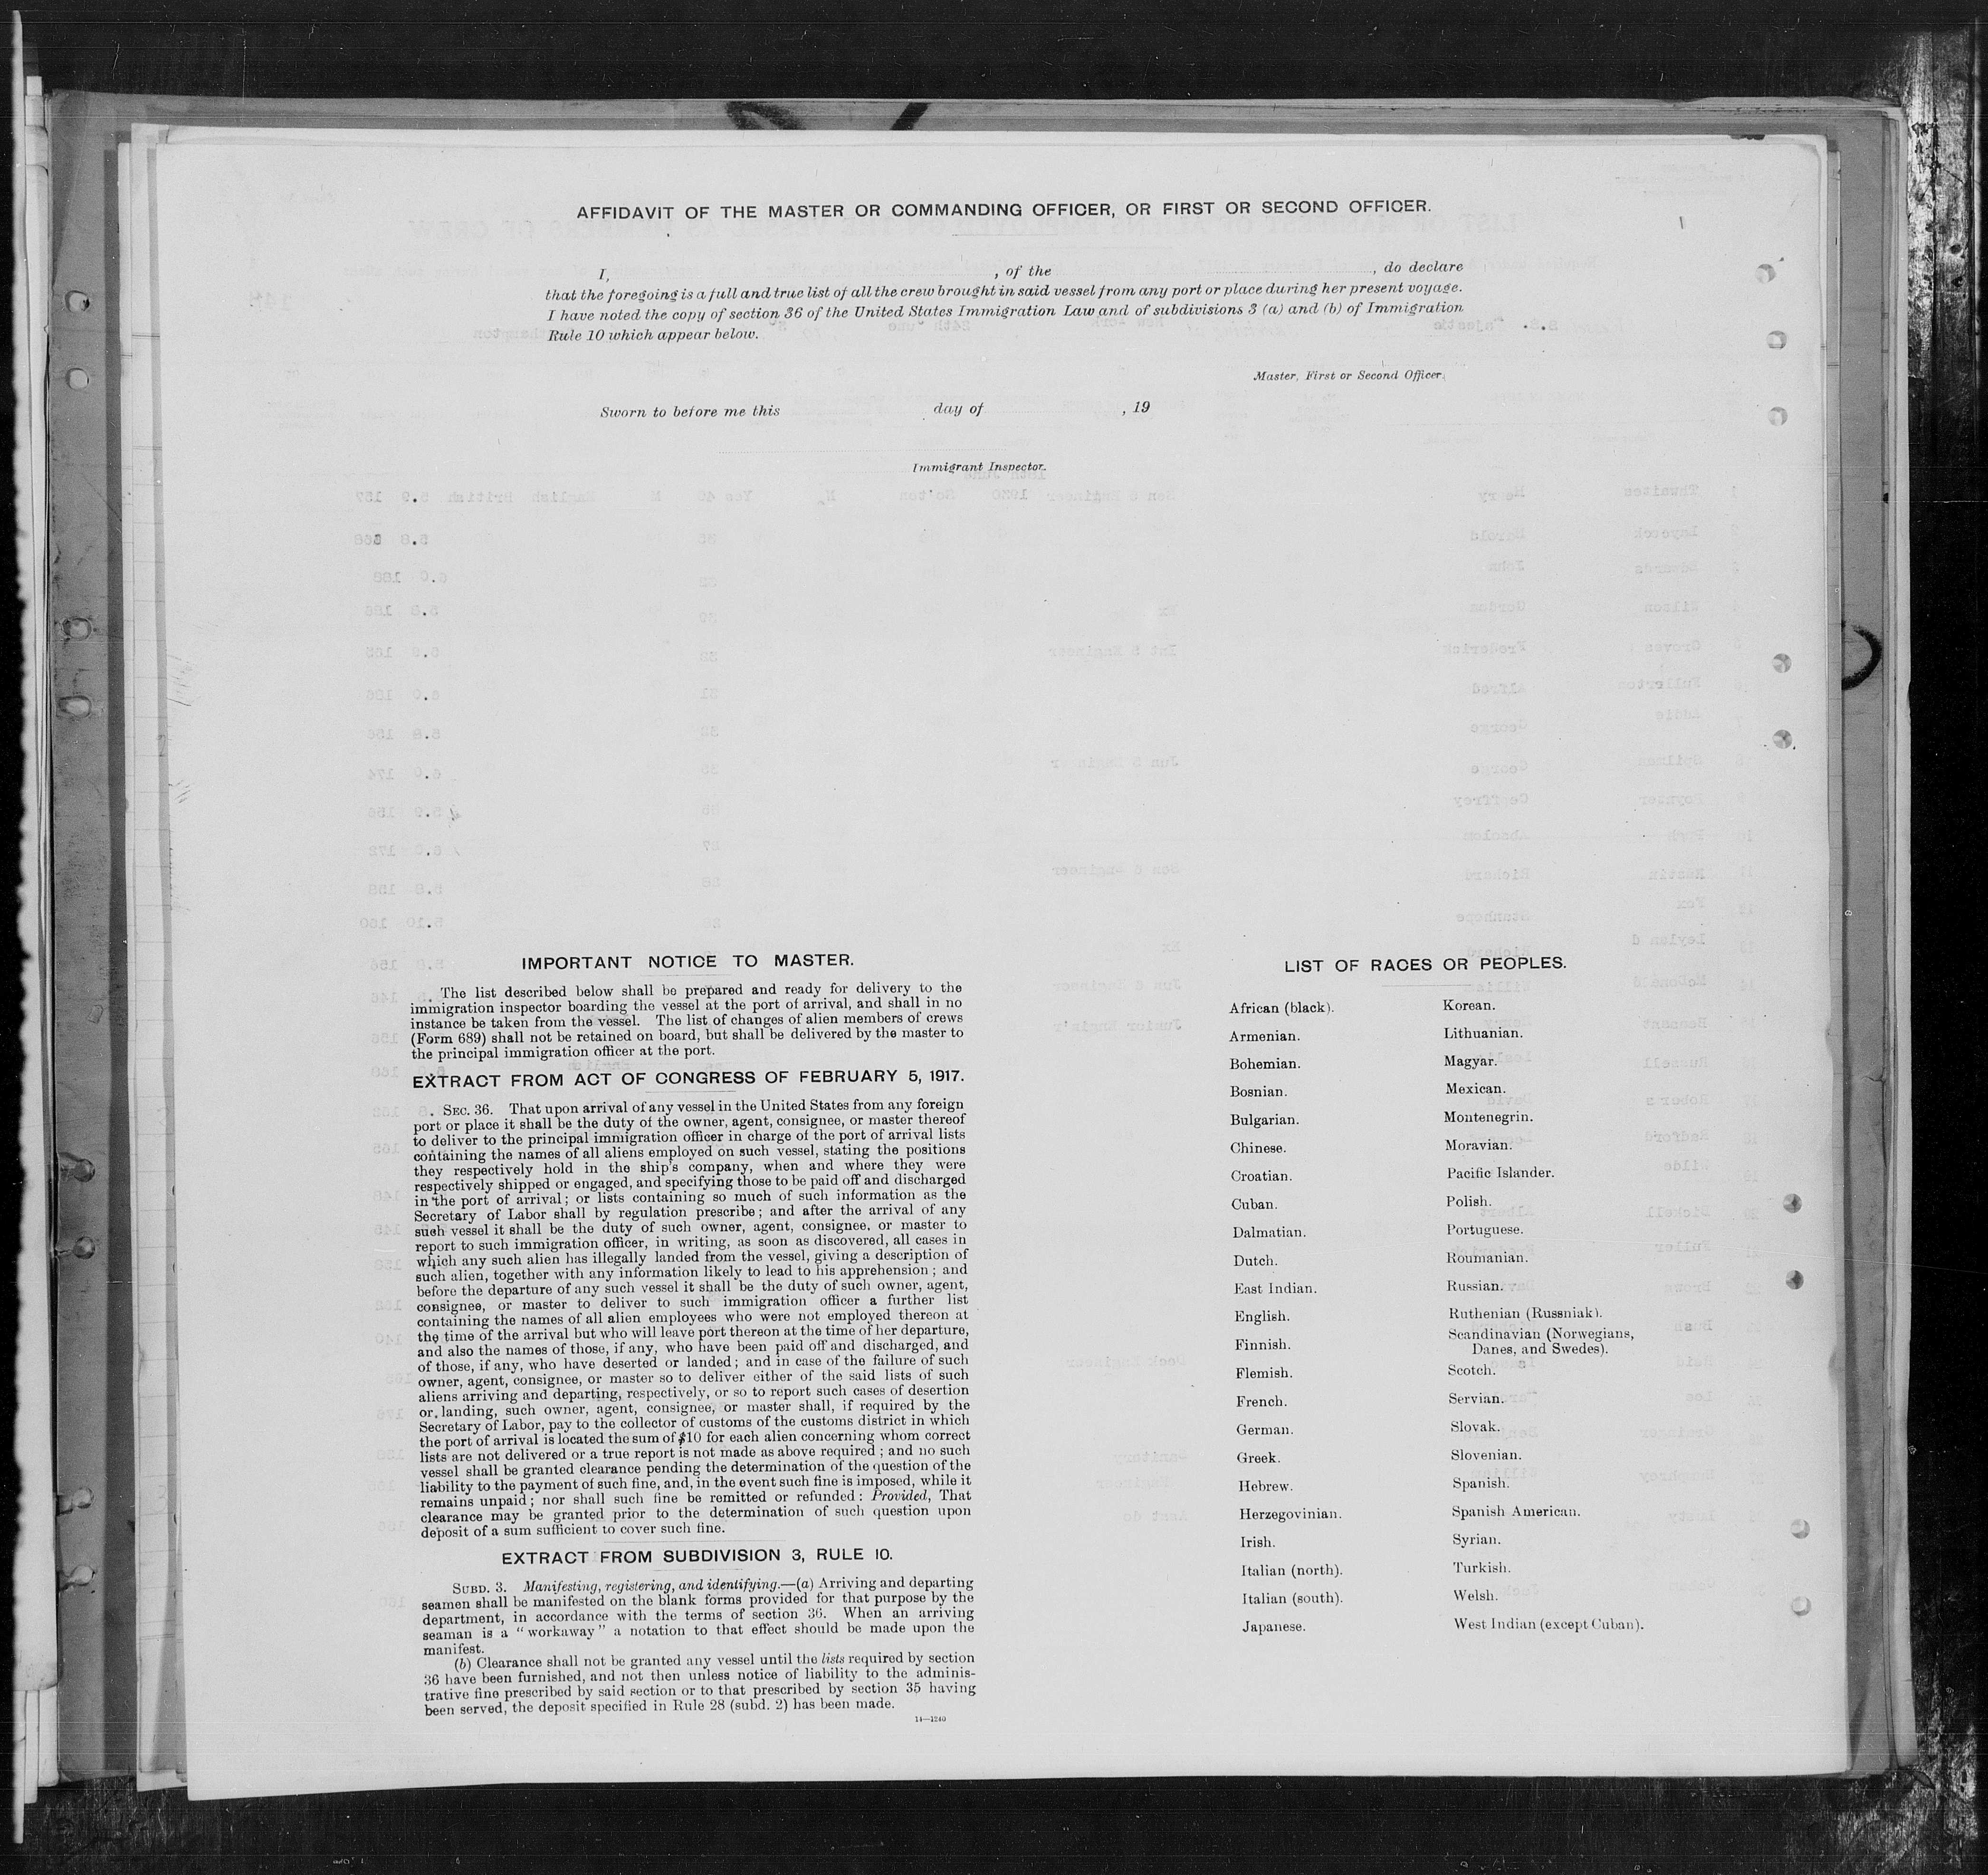 AFFIDAVIT OF THE MASTER OR COMMANDING OFFICER, OR FIRST OR SECOND OFFICER.
I, , of the , do declare
that the foregoing is a full and true list of all the crew brought in said vessel from any port or place during her present voyage.
I have noted the copy of section 36 of the United States Immigration Law and of subdivisions 3 (a) and (b) of Immigration
Rule 10 which appear below.
Master, First or Second Officer.
Sworn to before me this day of , 19
Immigrant Inspector.
IMPORTANT NOTICE TO MASTER.
The list described below shall be prepared and ready for delivery to the
immigration inspector boarding the vessel at the port of arrival, and shall in no
instance be taken from the vessel. The list of changes of alien members of crews
(Form 689) shall not be retained on board, but shall be delivered by the master to
the principal immigration officer at the port.
EXTRACT FROM ACT OF CONGRESS OF FEBRUARY 5, 1917.
SEC. 36. That upon arrival of any vessel in the United States from any foreign
port or place it shall be the duty of the owner, agent, consignee, or master thereof
to deliver to the principal immigration officer in charge of the port of arrival lists
containing the names of all aliens employed on such vessel, stating the positions
they respectively hold in the ship's company, when and where they were
respectively shipped or engaged, and specifying those to be paid off and discharged
in the port of arrival; or lists containing so much of such information as the
Secretary of Labor shall by regulation prescribe; and after the arrival of any
such vessel it shall be the duty of such owner, agent, consignee, or master to
report to such immigration officer, in writing, as soon as discovered, all cases in
which any such alien has illegally landed from the vessel, giving a description of
such alien, together with any information likely to lead to his apprehension; and
before the departure of any such vessel it shall be the duty of such owner, agent,
consignee, or master to deliver to such immigration officer a further list
containing the names of all alien employees who were not employed thereon at
the time of the arrival but who will leave port thereon at the time of her departure,
and also the names of those, if any, who have been paid off and discharged, and
of those, if any, who have deserted or landed; and in case of the failure of such
owner, agent, consignee, or master so to deliver either of the said lists of such
aliens arriving and departing, respectively, or so to report such cases of desertion
or landing, such owner, agent, consignee, or master shall, if required by the
Secretary of Labor, pay to the collector of customs of the customs district in which
the port of arrival is located the sum of $10 for each alien concerning whom correct
lists are not delivered or a true report is not made as above required; and no such
vessel shall be granted clearance pending the determination of the question of the
liability to the payment of such fine, and, in the event such fine is imposed, while it
remains unpaid; nor shall such fine be remitted or refunded: Provided, That
clearance may be granted prior to the determination of such question upon
deposit of a sum sufficient to cover such fine.
EXTRACT FROM SUBDIVISION 3, RULE 10.
SUBD. 3. Manifesting, registering, and identifying.—(a) Arriving and departing
seamen shall be manifested on the blank forms provided for that purpose by the
department, in accordance with the terms of section 36. When an arriving
seaman is a "workaway" a notation to that effect should be made upon the
manifest.
(b) Clearance shall not be granted any vessel until the lists required by section
36 have been furnished, and not then unless notice of liability to the adminis-
trative fine prescribed by said section or to that prescribed by section 35 having
been served, the deposit specified in Rule 28 (subd. 2) has been made.
14—1240
LIST OF RACES OR PEOPLES.
African (black).
Armenian.
Bohemian.
Bosnian.
Bulgarian.
Chinese.
Croatian.
Cuban.
Dalmatian.
Dutch.
East Indian.
English.
Finnish.
Flemish.
French.
German.
Greek.
Hebrew.
Herzegovinian.
Irish.
Italian (north).
Italian (south).
Japanese.
Korean.
Lithuanian.
Magyar.
Mexican.
Montenegrin.
Moravian.
Pacific Islander.
Polish.
Portuguese.
Roumanian.
Russian.
Ruthenian (Russniak).
Scandinavian (Norwegians,
Danes, and Swedes).
Scotch.
Servian.
Slovak.
Slovenian.
Spanish.
Spanish American.
Syrian.
Turkish.
Welsh.
West Indian (except Cuban).